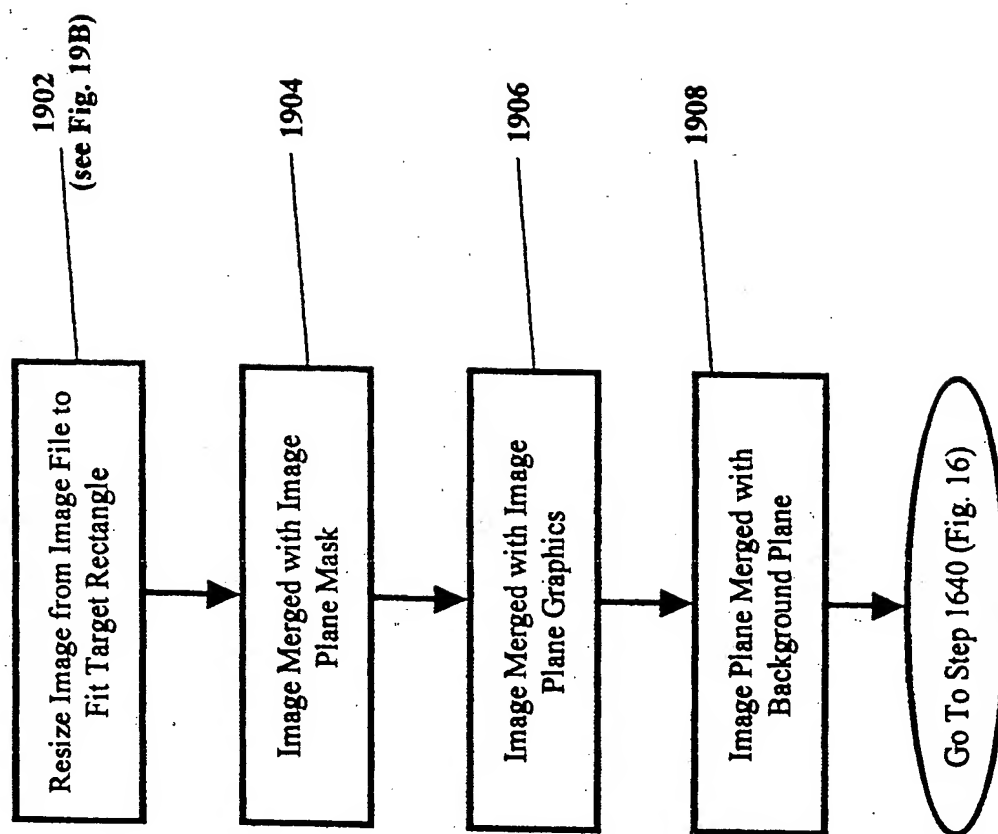 Resize Image from Image File to
Fit Target Rectangle
1902
(see Fig. 19B)
Image Merged with Image
Plane Mask
1904
Image Merged with Image
Plane Graphics
1906
Image Plane Merged with
Background Plane
1908
Go To Step 1640 (Fig. 16)